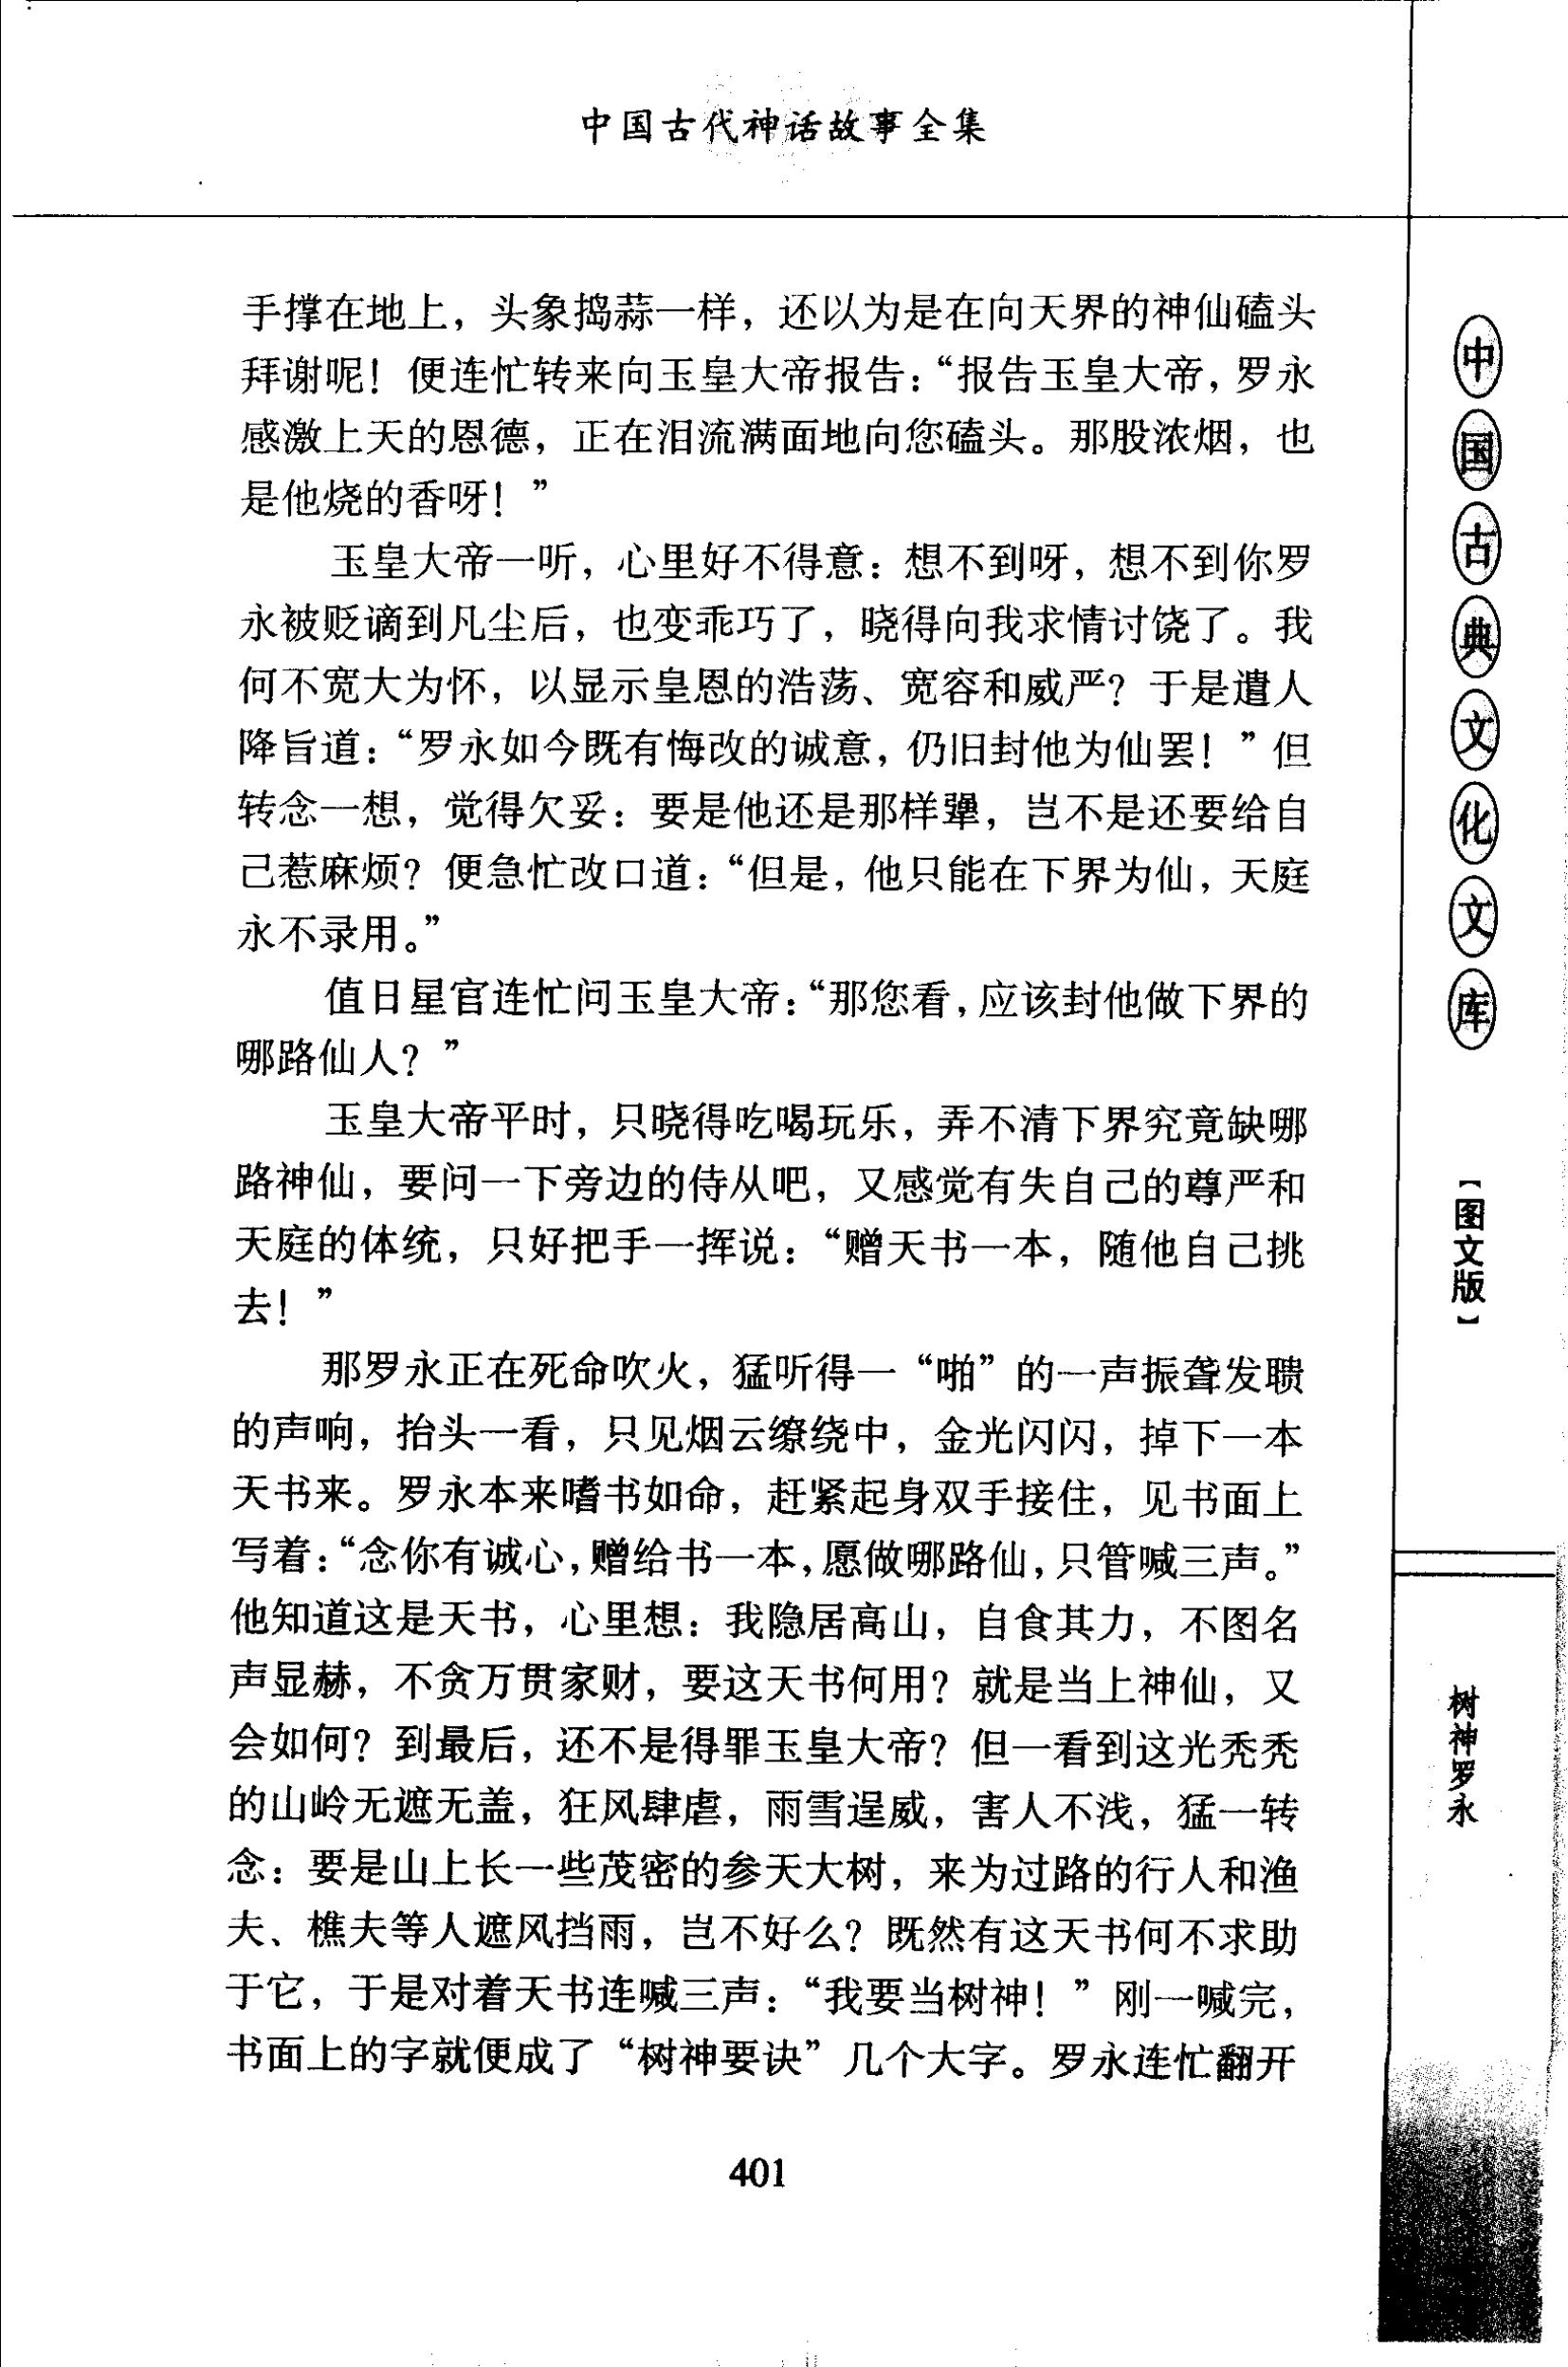 中国古代神话故事全集
手撑在地上，头象捣蒜一样，还以为是在向天界的神仙磕头
拜谢呢！便连忙转来向玉皇大帝报告：“报告玉皇大帝，罗永
感激上天的恩德，正在泪流满面地向您磕头。那股浓烟，也
是他烧的香呀！”
玉皇大帝一听，心里好不得意：想不到呀，想不到你罗
永被贬谪到凡尘后，也变乖巧了，晓得向我求情讨饶了。我
何不宽大为怀，以显示皇恩的浩荡、宽容和威严？于是遣人
降旨道：“罗永如今既有悔改的诚意，仍旧封他为仙罢！”但
转念一想，觉得欠妥：要是他还是那样犟，岂不是还要给自
己惹麻烦？便急忙改口道：“但是，他只能在下界为仙，天庭
永不录用。”
值日星官连忙问玉皇大帝：“那您看，应该封他做下界的
哪路仙人？”
玉皇大帝平时，只晓得吃喝玩乐，弄不清下界究竟缺哪
路神仙，要问一下旁边的侍从吧，又感觉有失自己的尊严和
天庭的体统，只好把手一挥说：“赠天书一本，随他自己挑
去！”
那罗永正在死命吹火，猛听得一“啪”的一声振聋发聩
的声响，抬头一看，只见烟云缭绕中，金光闪闪，掉下一本
天书来。罗永本来嗜书如命，赶紧起身双手接住，见书面上
写着：“念你有诚心，赠给书一本，愿做哪路仙，只管喊三声。”
他知道这是天书，心里想：我隐居高山，自食其力，不图名
声显赫，不贪万贯家财，要这天书何用？就是当上神仙，又
会如何？到最后，还不是得罪玉皇大帝？但一看到这光秃秃
的山岭无遮无盖，狂风肆虐，雨雪逞威，害人不浅，猛一转
念：要是山上长一些茂密的参天大树，来为过路的行人和渔
夫、樵夫等人遮风挡雨，岂不好么？既然有这天书何不求助
于它，于是对着天书连喊三声：“我要当树神！”刚一喊完，
书面上的字就便成了“树神要诀”几个大字。罗永连忙翻开
401
中国古典文化文库
【图文版】
树神罗永